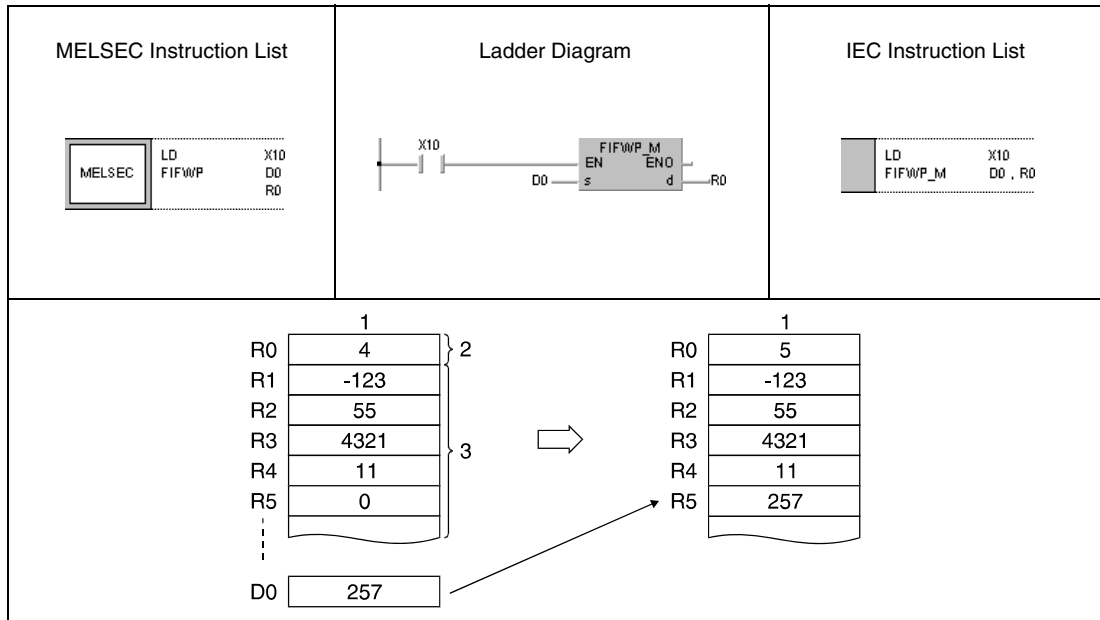 MELSEC Instruction List
Ladder Diagram
IEC Instruction List
MELSEC
LD X10
FIFWP D0
R0
X10
FIFWP_M
EN ENO
D0 s d R0
LD X10
FIFWP_M D0 , R0
1
R0 4 2
R1 -123
R2 55
R3 4321
3
R4 11
R5 0
D0 257
1
R0 5
R1 -123
R2 55
R3 4321
R4 11
R5 257